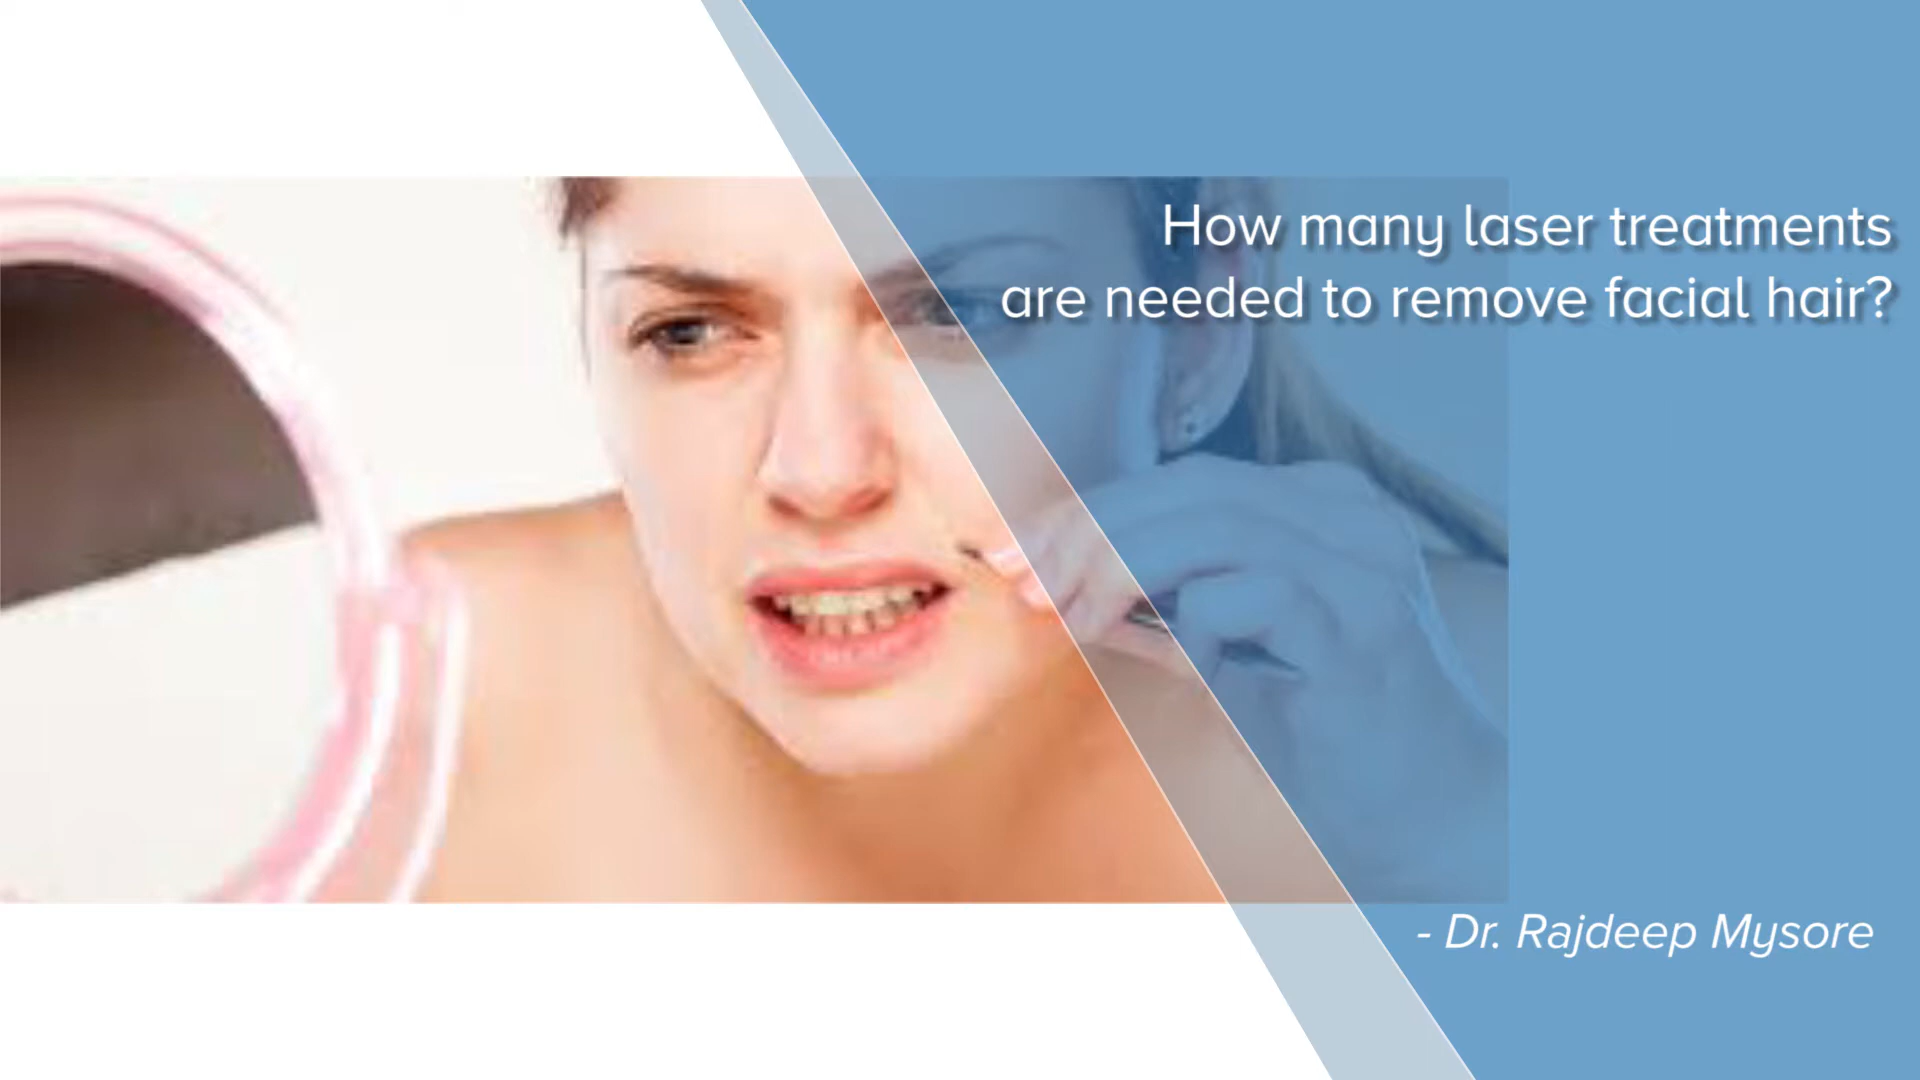 How many laser treatments
are needed to remove facial hair?
- Dr. Rajdeep Mysore